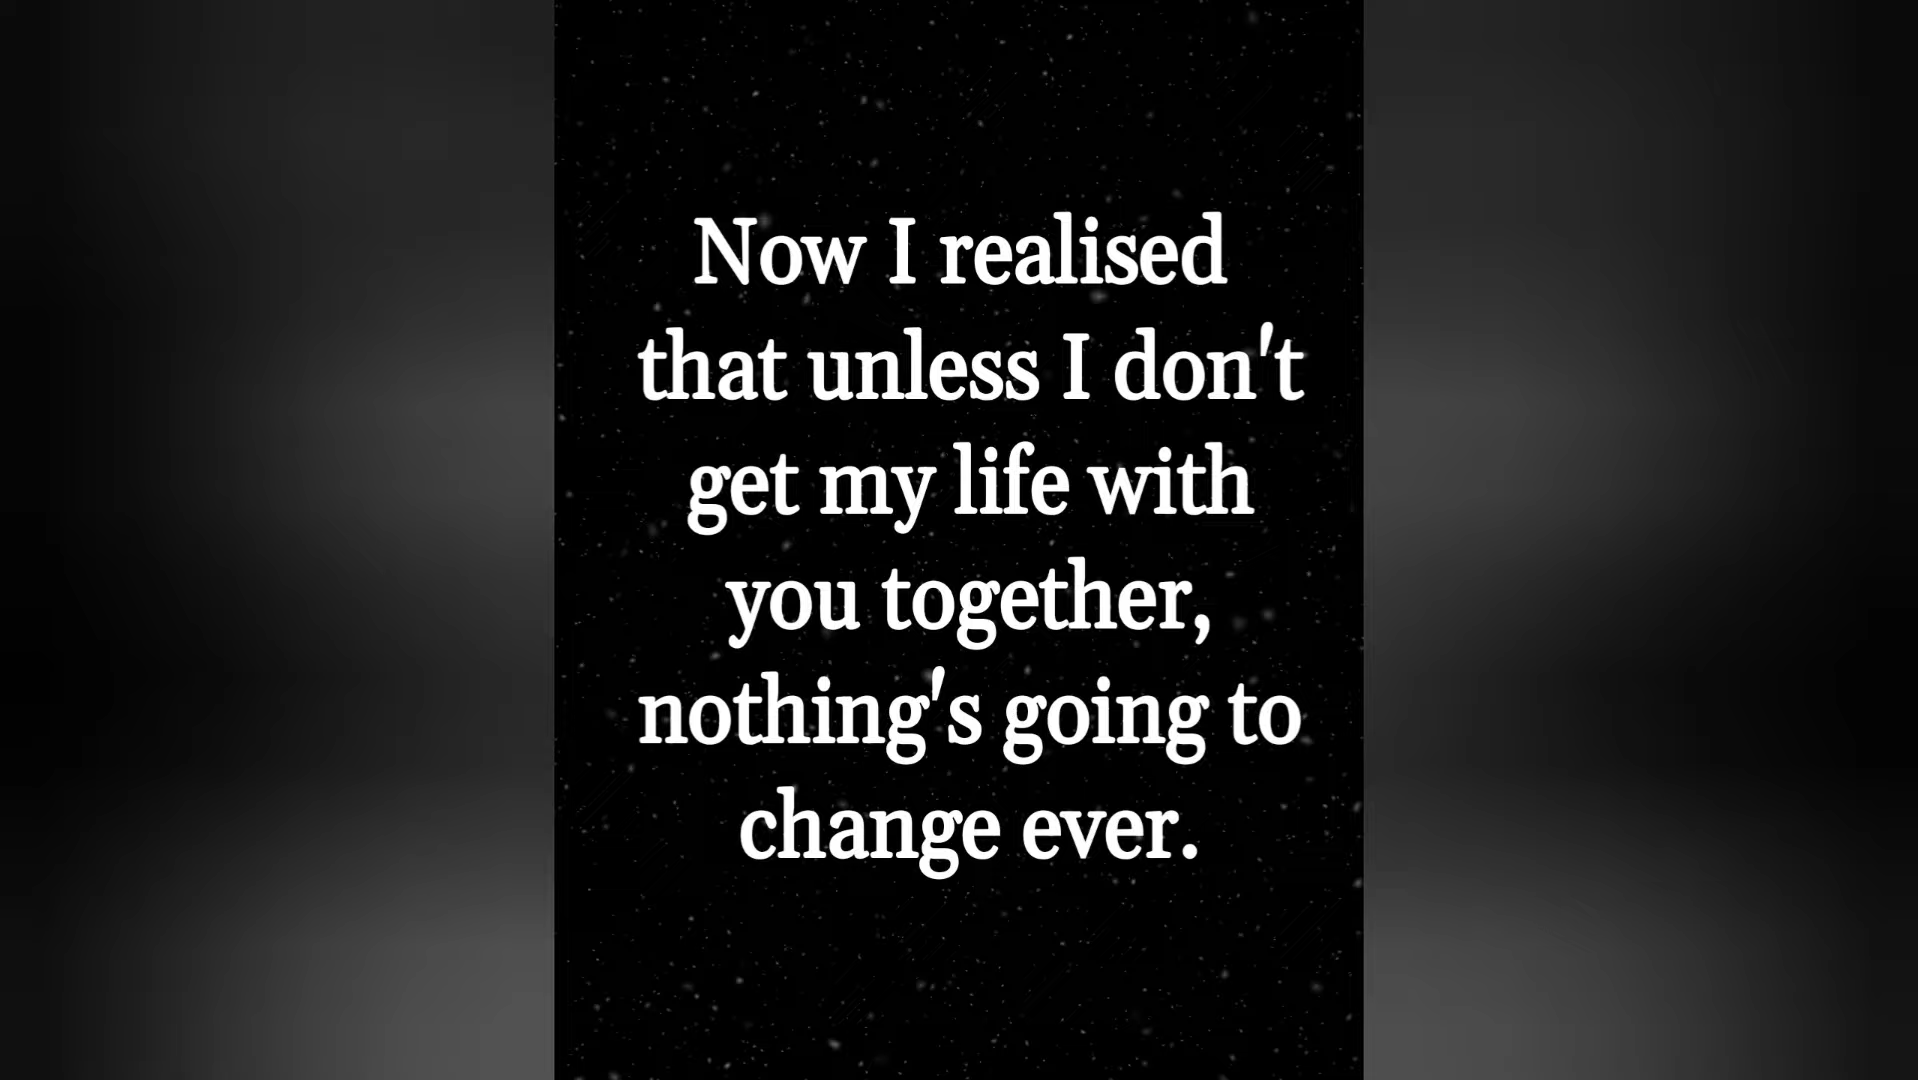 Now I realised
that unless I don't
get my life with
you together,
nothing's going to
change ever.